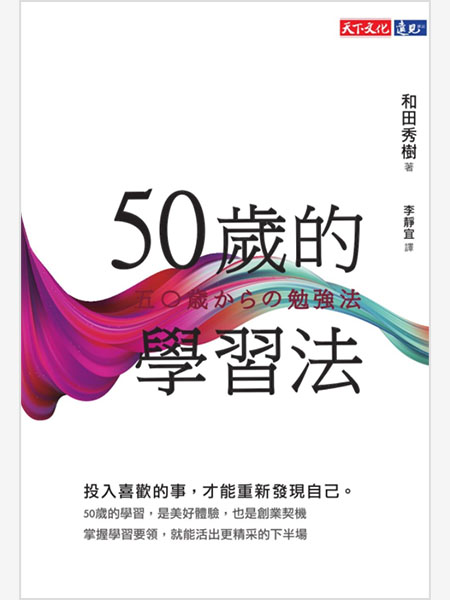 天下文化 遠見
和田秀樹 著
李靜宜 譯
50歲的
五〇歳からの勉強法
學習法
投入喜歡的事，才能重新發現自己。
50歲的學習，是美好體驗，也是創業契機
掌握學習要領，就能活出更精采的下半場